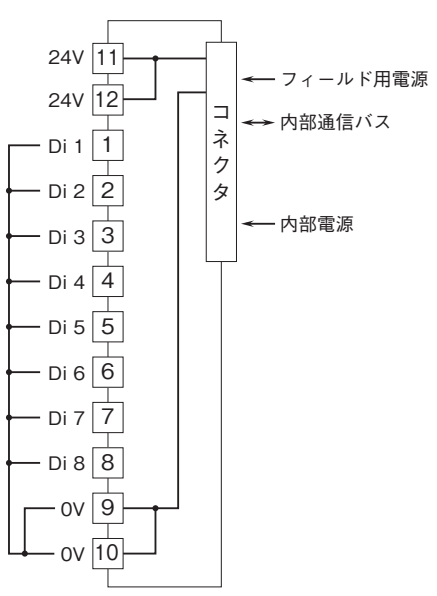 24V 11
24V 12
Di 1 1
Di 2 2
Di 3 3
Di 4 4
Di 5 5
Di 6 6
Di 7 7
Di 8 8
0V 9
0V 10
コネクタ
フィールド用電源
内部通信バス
内部電源